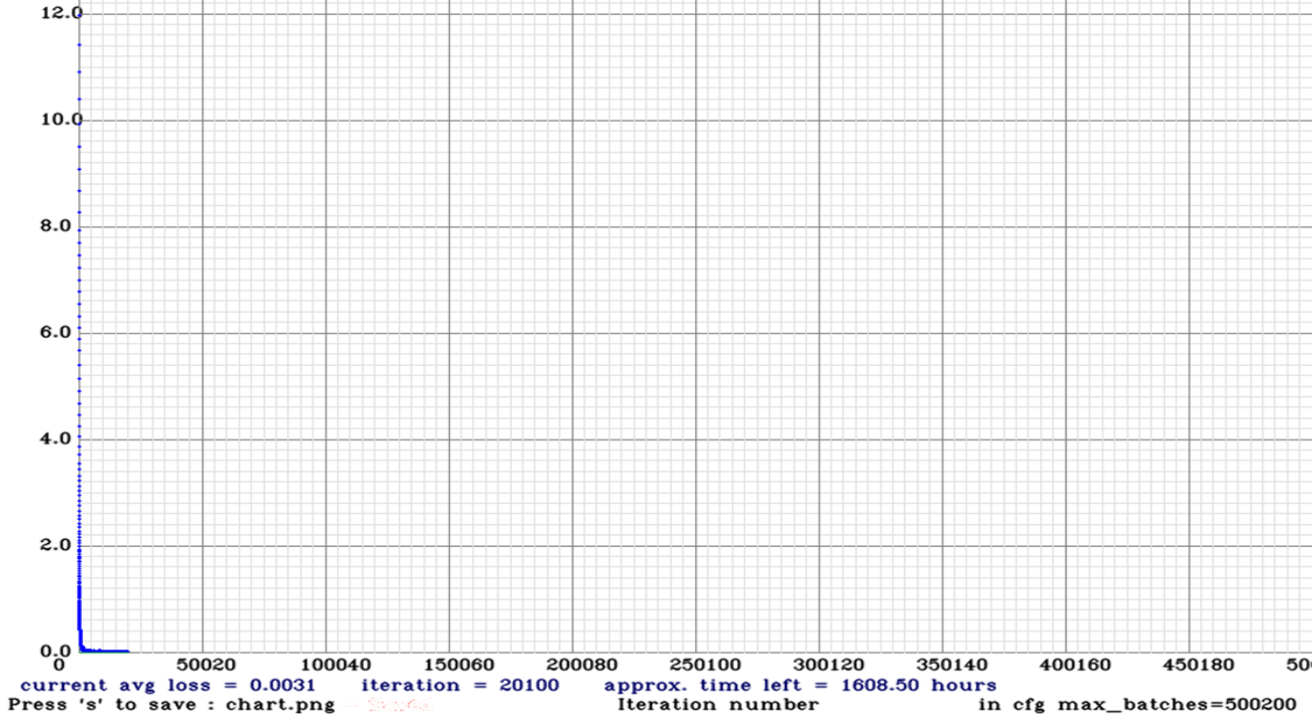 12.0
10.0
8.0
6.0
4.0
2.0
0.0
0 50020 100040 150060 200080 250100 300120 350140 400160 450180
current avg loss = 0.0031 iteration = 20100 approx. time left = 1608.50 hours
Press 's' to save : chart.png Iteration number in cfg max_batches=500200